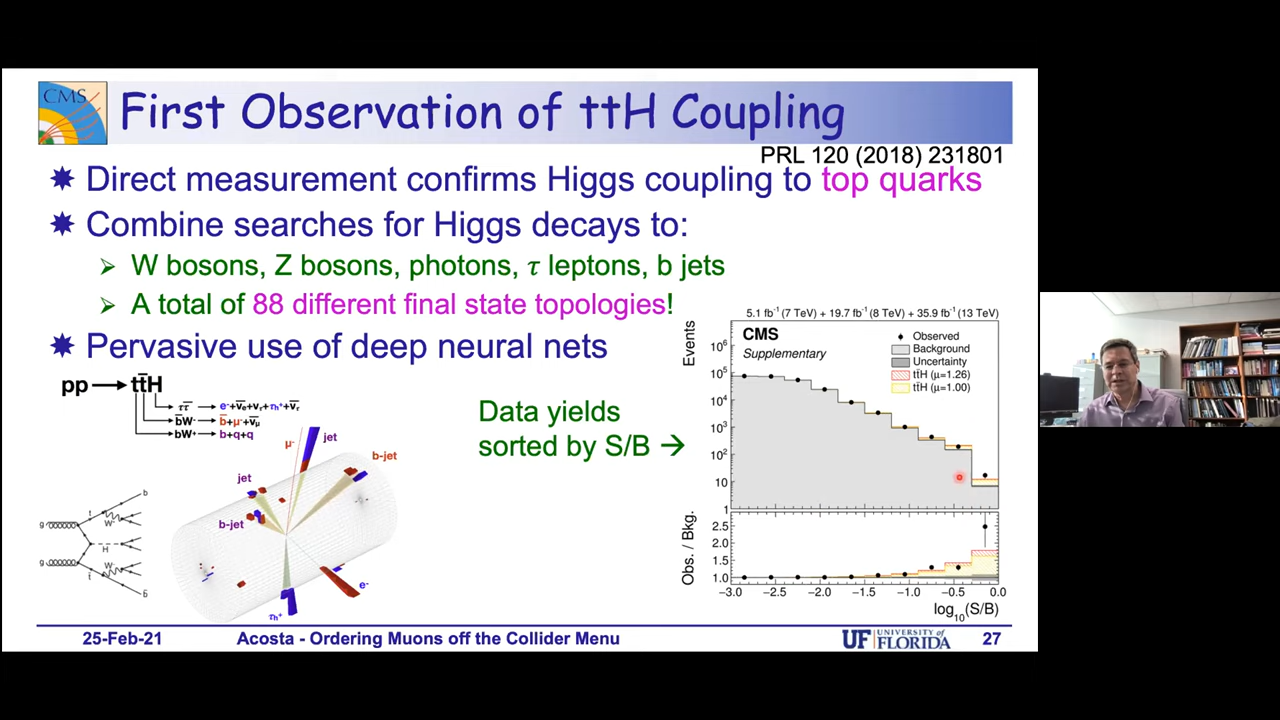 CMS
First Observation of ttH Coupling
PRL 120 (2018) 231801
✷ Direct measurement confirms Higgs coupling to top quarks
✷ Combine searches for Higgs decays to:
➢ W bosons, Z bosons, photons, τ leptons, b jets
➢ A total of 88 different final state topologies!
✷ Pervasive use of deep neural nets
pp → tt̄H
τ τ̄ → e⁻+ν̄e+ντ+τh⁺+ν̄τ
b̄W⁻ → b̄+μ⁻+ν̄μ
bW⁺ → b+q+q
μ⁻
jet
b-jet
jet
b-jet
e⁻
τh⁺
g
t
W
b
H
g
t̄
W
b̄
Data yields
sorted by S/B →
5.1 fb⁻¹ (7 TeV) + 19.7 fb⁻¹ (8 TeV) + 35.9 fb⁻¹ (13 TeV)
CMS
Supplementary
Observed
Background
Uncertainty
tt̄H (μ=1.26)
tt̄H (μ=1.00)
Events
10⁶
10⁵
10⁴
10³
10²
10
1
Obs. / Bkg.
2.5
2.0
1.5
1.0
−3.0 −2.5 −2.0 −1.5 −1.0 −0.5 0.0
log₁₀(S/B)
25-Feb-21
Acosta - Ordering Muons off the Collider Menu
UF UNIVERSITY of
FLORIDA
27